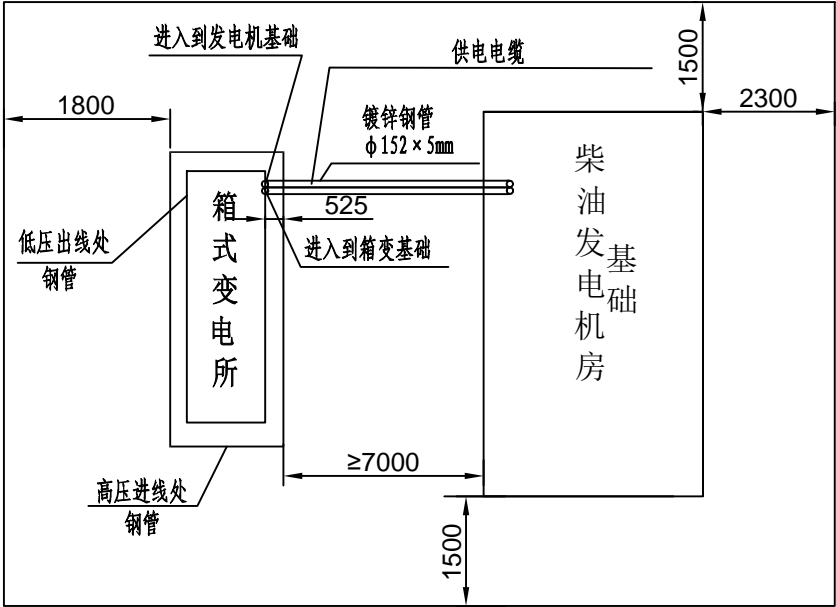 进入到发电机基础
供电电缆
1500
1800
2300
镀锌钢管
ϕ152×5mm
箱式变电所
525
柴油发电机房
基础
低压出线处
钢管
进入到箱变基础
≥7000
高压进线处
钢管
1500